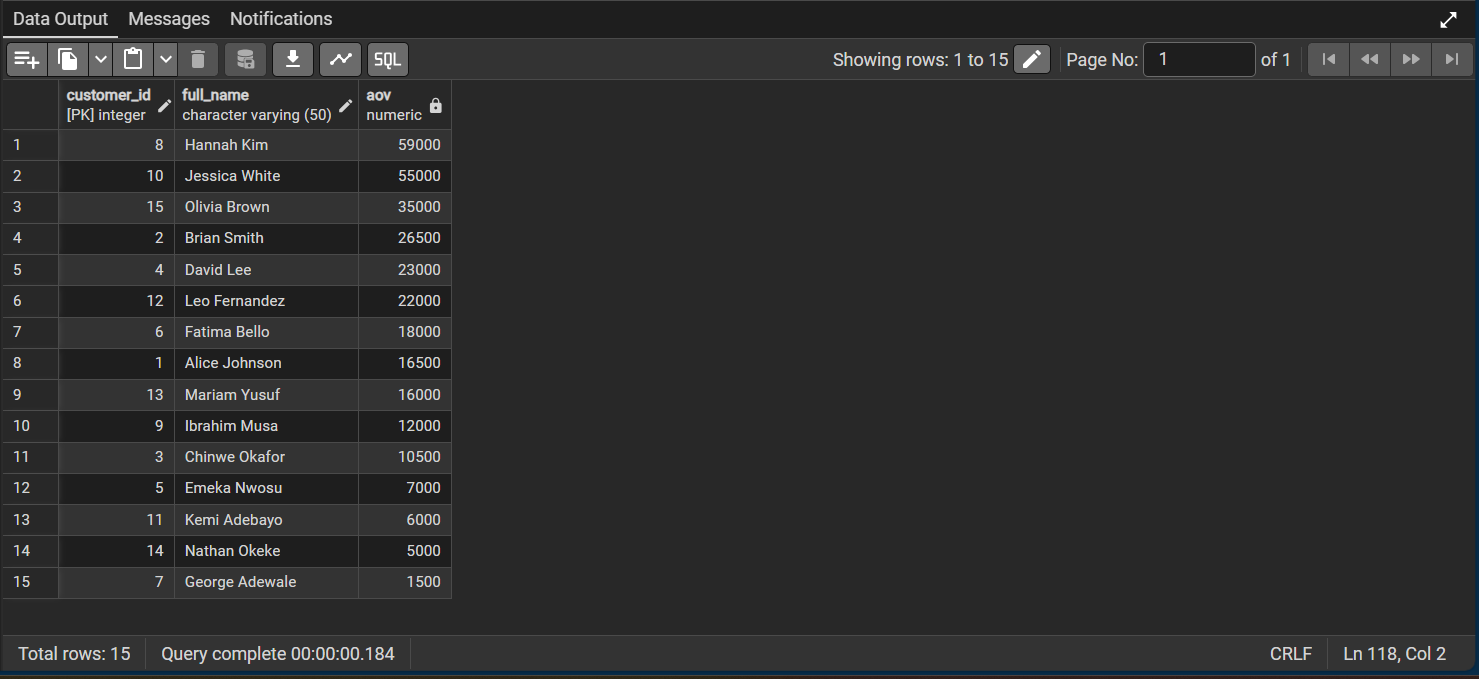 Data Output Messages Notifications
SQL Showing rows: 1 to 15 Page No: 1 of 1
customer_id full_name aov
[PK] integer character varying (50) numeric
1 8 Hannah Kim 59000
2 10 Jessica White 55000
3 15 Olivia Brown 35000
4 2 Brian Smith 26500
5 4 David Lee 23000
6 12 Leo Fernandez 22000
7 6 Fatima Bello 18000
8 1 Alice Johnson 16500
9 13 Mariam Yusuf 16000
10 9 Ibrahim Musa 12000
11 3 Chinwe Okafor 10500
12 5 Emeka Nwosu 7000
13 11 Kemi Adebayo 6000
14 14 Nathan Okeke 5000
15 7 George Adewale 1500
Total rows: 15 Query complete 00:00:00.184 CRLF Ln 118, Col 2